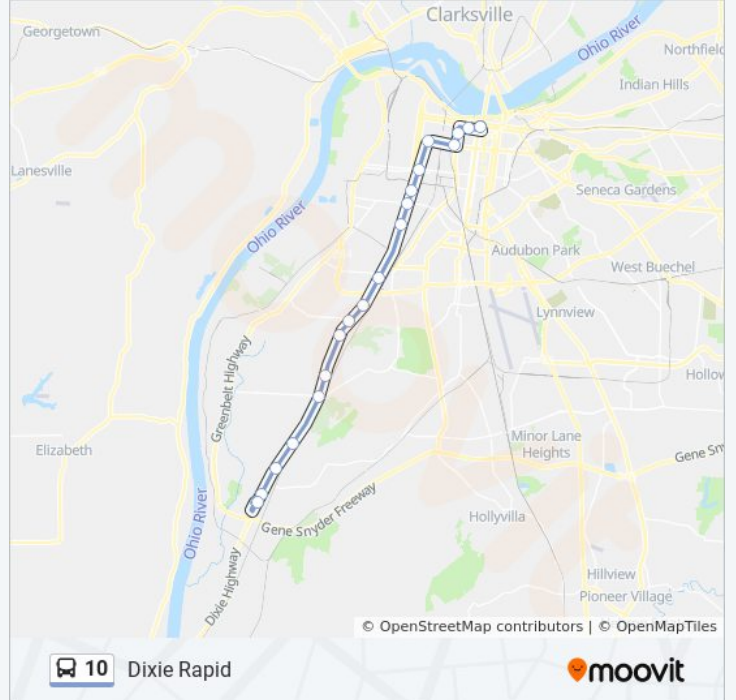 Clarksville
Georgetown
Ohio River
Northfield
Indian Hills
Lanesville
Seneca Gardens
Ohio River
Audubon Park
West Buechel
Lynnview
Greenbelt Highway
Hollow
Elizabeth
Minor Lane
Heights
Gene Sn
Ohio River
Gene Snyder Freeway
Hollyvilla
Dixie Highway
Hillview
Pioneer Village
© OpenStreetMap contributors | © OpenMapTiles
10 Dixie Rapid
moovit